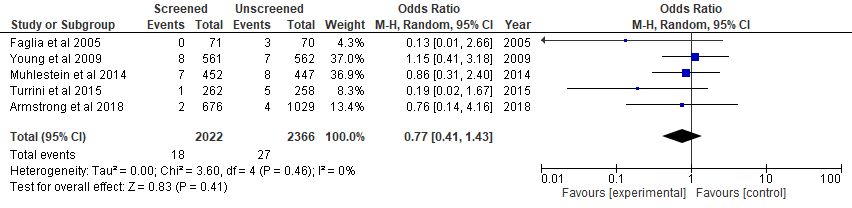 Screened Unscreened Odds Ratio Odds Ratio
Study or Subgroup Events Total Events Total Weight M-H, Random, 95% CI Year M-H, Random, 95% CI
Faglia et al 2005 0 71 3 70 4.3% 0.13 [0.01, 2.66] 2005
Young et al 2009 8 561 7 562 37.0% 1.15 [0.41, 3.18] 2009
Muhlestein et al 2014 7 452 8 447 36.9% 0.86 [0.31, 2.40] 2014
Turrini et al 2015 1 262 5 258 8.3% 0.19 [0.02, 1.67] 2015
Armstrong et al 2018 2 676 4 1029 13.4% 0.76 [0.14, 4.16] 2018
Total (95% CI) 2022 2366 100.0% 0.77 [0.41, 1.43]
Total events 18 27
Heterogeneity: Tau² = 0.00; Chi² = 3.60, df = 4 (P = 0.46); I² = 0%
Test for overall effect: Z = 0.83 (P = 0.41)
0.01 0.1 1 10 100
Favours [experimental] Favours [control]